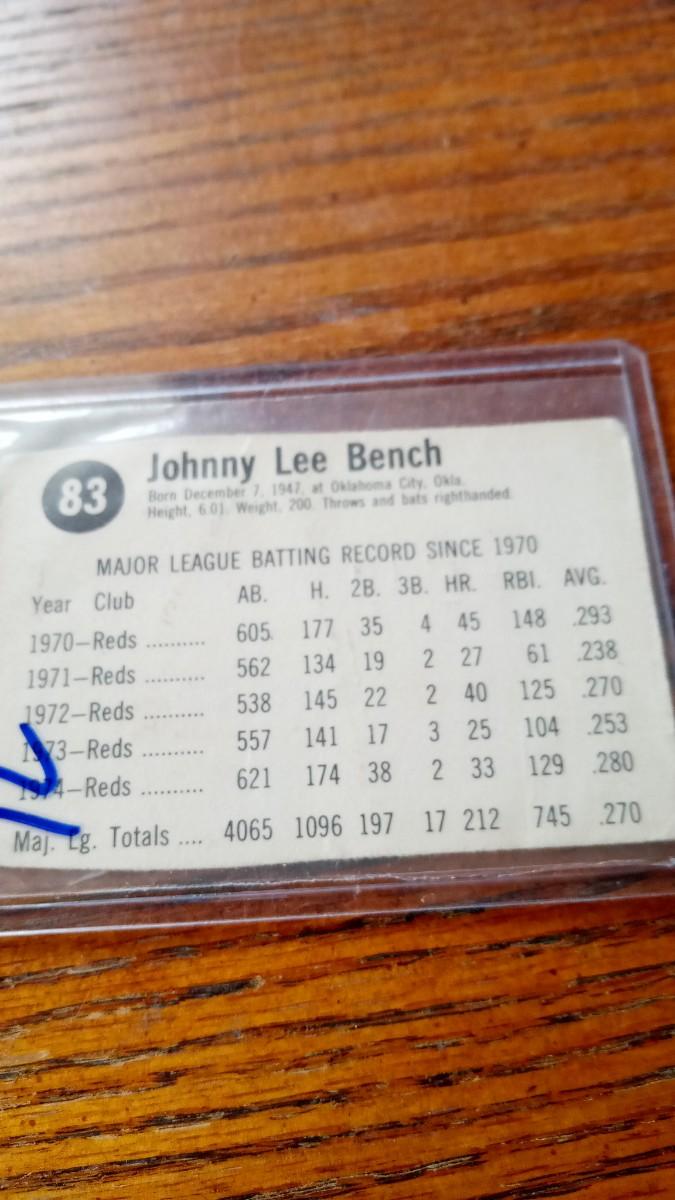 83
Johnny Lee Bench
Born December 7, 1947, at Oklahoma City, Okla.
Height, 6.01. Weight, 200. Throws and bats righthanded.
MAJOR LEAGUE BATTING RECORD SINCE 1970
Year Club AB. H. 2B. 3B. HR. RBI. AVG.
1970—Reds .......... 605 177 35 4 45 148 .293
1971—Reds .......... 562 134 19 2 27 61 .238
1972—Reds .......... 538 145 22 2 40 125 .270
1973—Reds .......... 557 141 17 3 25 104 .253
1974—Reds .......... 621 174 38 2 33 129 .280
Maj. Lg. Totals .... 4065 1096 197 17 212 745 .270